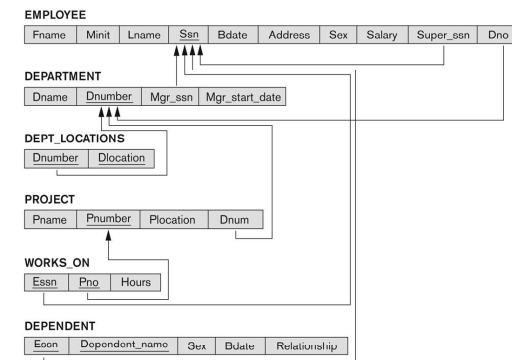 EMPLOYEE
Fname Minit Lname Ssn Bdate Address Sex Salary Super_ssn Dno
DEPARTMENT
Dname Dnumber Mgr_ssn Mgr_start_date
DEPT_LOCATIONS
Dnumber Dlocation
PROJECT
Pname Pnumber Plocation Dnum
WORKS_ON
Essn Pno Hours
DEPENDENT
Essn Dependent_name Sex Bdate Relationship